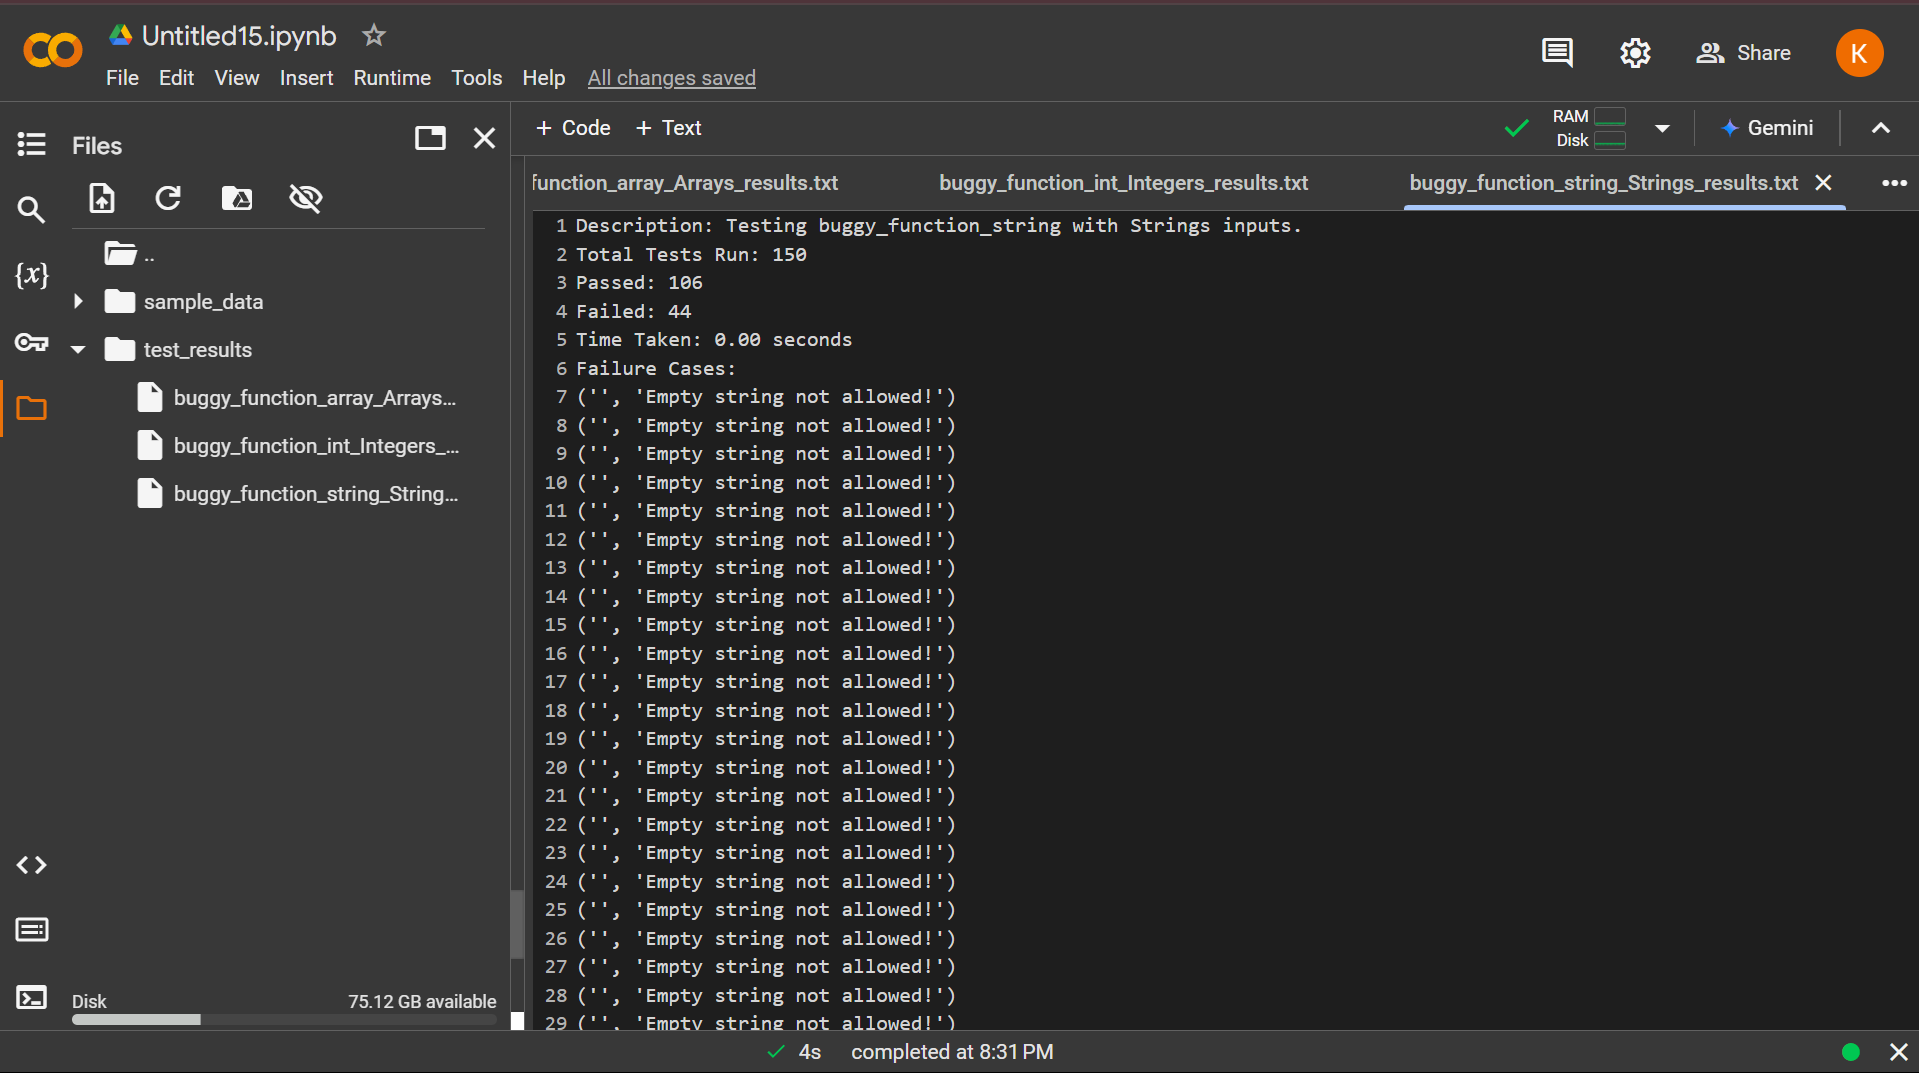 Untitled15.ipynb
File Edit View Insert Runtime Tools Help All changes saved
Share
K
Files
+ Code + Text
RAM
Disk
Gemini
function_array_Arrays_results.txt buggy_function_int_Integers_results.txt buggy_function_string_Strings_results.txt
..
sample_data
test_results
buggy_function_array_Arrays...
buggy_function_int_Integers_...
buggy_function_string_String...
{x}
Disk 75.12 GB available
1 Description: Testing buggy_function_string with Strings inputs.
2 Total Tests Run: 150
3 Passed: 106
4 Failed: 44
5 Time Taken: 0.00 seconds
6 Failure Cases:
7 ('', 'Empty string not allowed!')
8 ('', 'Empty string not allowed!')
9 ('', 'Empty string not allowed!')
10 ('', 'Empty string not allowed!')
11 ('', 'Empty string not allowed!')
12 ('', 'Empty string not allowed!')
13 ('', 'Empty string not allowed!')
14 ('', 'Empty string not allowed!')
15 ('', 'Empty string not allowed!')
16 ('', 'Empty string not allowed!')
17 ('', 'Empty string not allowed!')
18 ('', 'Empty string not allowed!')
19 ('', 'Empty string not allowed!')
20 ('', 'Empty string not allowed!')
21 ('', 'Empty string not allowed!')
22 ('', 'Empty string not allowed!')
23 ('', 'Empty string not allowed!')
24 ('', 'Empty string not allowed!')
25 ('', 'Empty string not allowed!')
26 ('', 'Empty string not allowed!')
27 ('', 'Empty string not allowed!')
28 ('', 'Empty string not allowed!')
29 ('', 'Empty string not allowed!')
4s completed at 8:31 PM